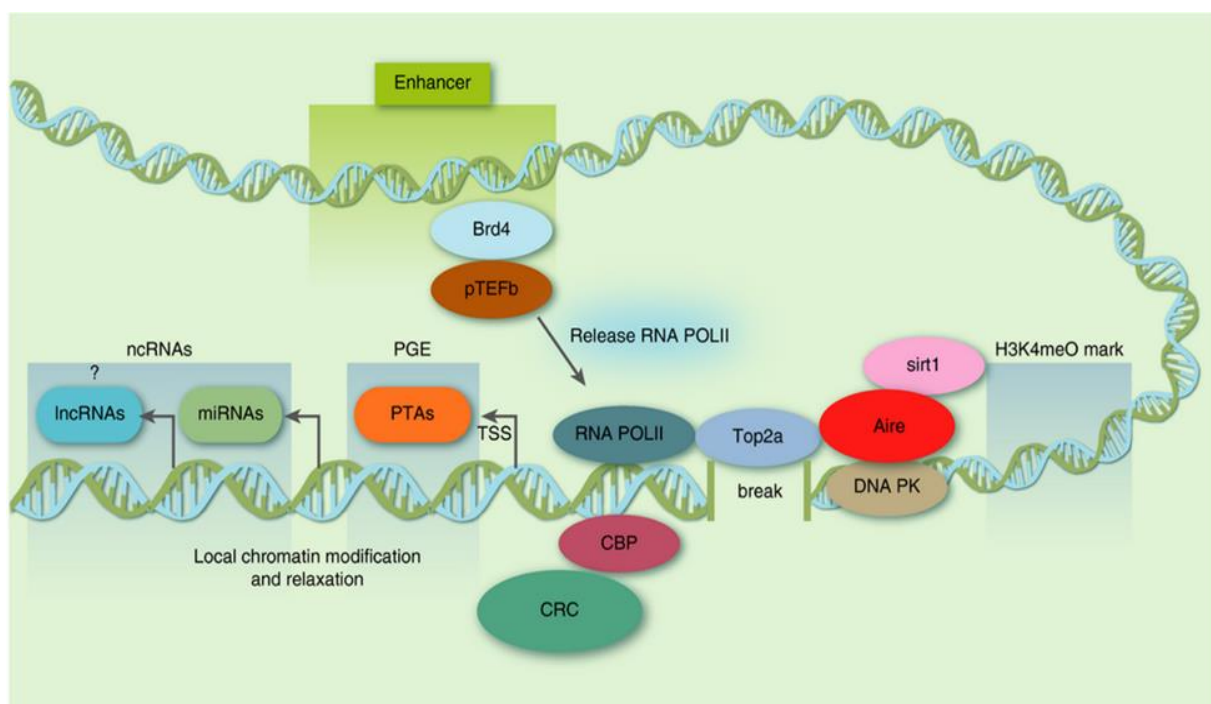 Enhancer
Brd4
pTEFb
Release RNA POLII
ncRNAs
PGE
H3K4meO mark
?
sirt1
lncRNAs
miRNAs
PTAs
TSS
RNA POLII
Top2a
Aire
break
DNA PK
CBP
Local chromatin modification
and relaxation
CRC